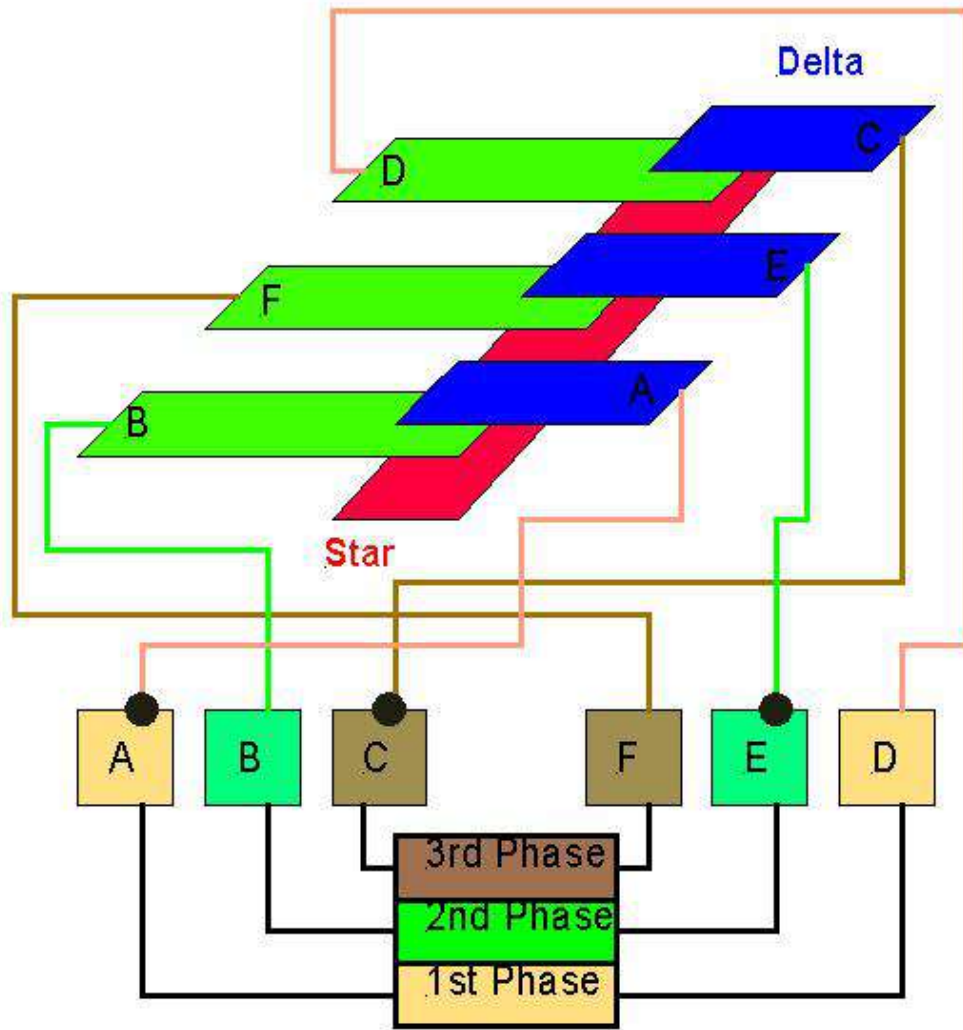 Delta
C
D
E
F
A
B
Star
A B C F E D
3rd Phase
2nd Phase
1st Phase